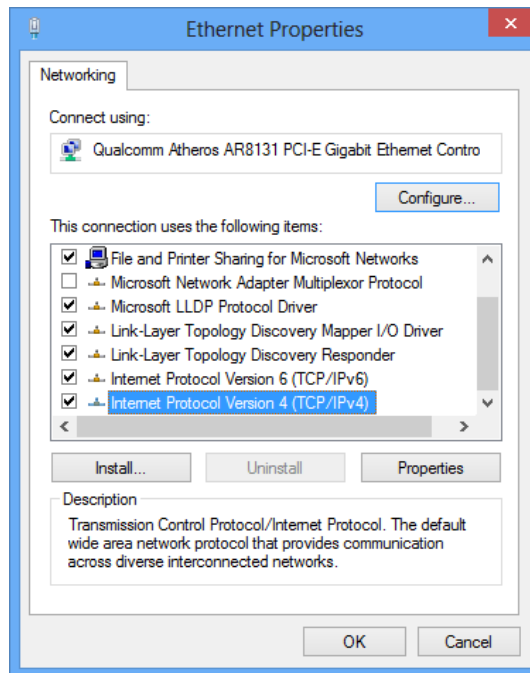 Ethernet Properties
Networking
Connect using:
Qualcomm Atheros AR8131 PCI-E Gigabit Ethernet Contro
Configure...
This connection uses the following items:
File and Printer Sharing for Microsoft Networks
Microsoft Network Adapter Multiplexor Protocol
Microsoft LLDP Protocol Driver
Link-Layer Topology Discovery Mapper I/O Driver
Link-Layer Topology Discovery Responder
Internet Protocol Version 6 (TCP/IPv6)
Internet Protocol Version 4 (TCP/IPv4)
Install...
Uninstall
Properties
Description
Transmission Control Protocol/Internet Protocol. The default
wide area network protocol that provides communication
across diverse interconnected networks.
OK
Cancel